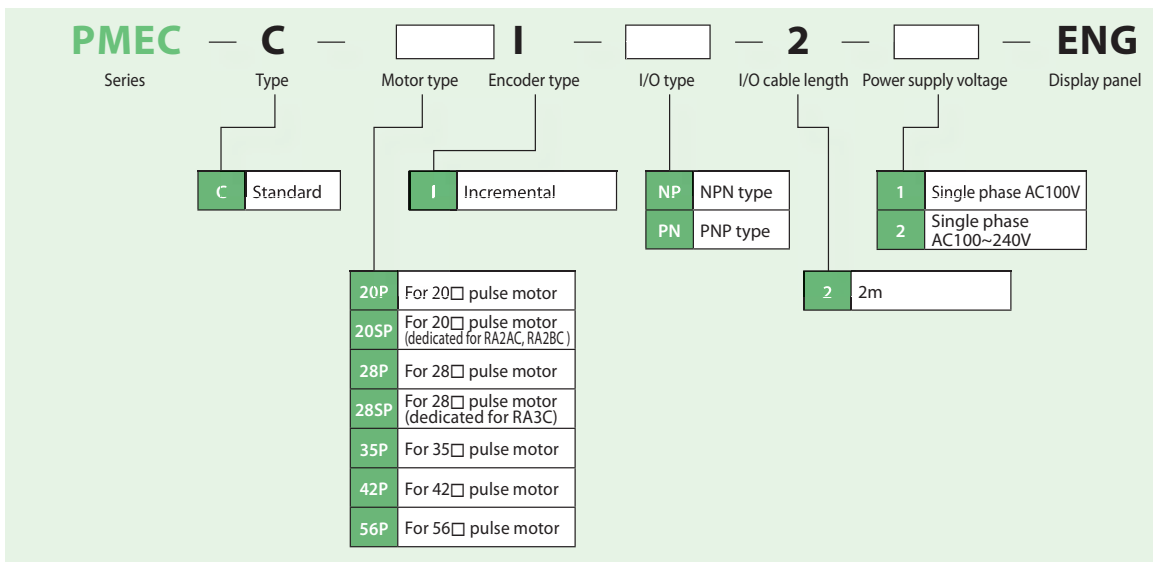 PMEC — C — I — — 2 — — ENG
Series Type Motor type Encoder type I/O type I/O cable length Power supply voltage Display panel
C Standard
I Incremental
NP NPN type
PN PNP type
1 Single phase AC100V
2 Single phase
AC100~240V
20P For 20□ pulse motor
20SP For 20□ pulse motor
(dedicated for RA2AC, RA2BC )
28P For 28□ pulse motor
28SP For 28□ pulse motor
(dedicated for RA3C)
35P For 35□ pulse motor
42P For 42□ pulse motor
56P For 56□ pulse motor
2 2m